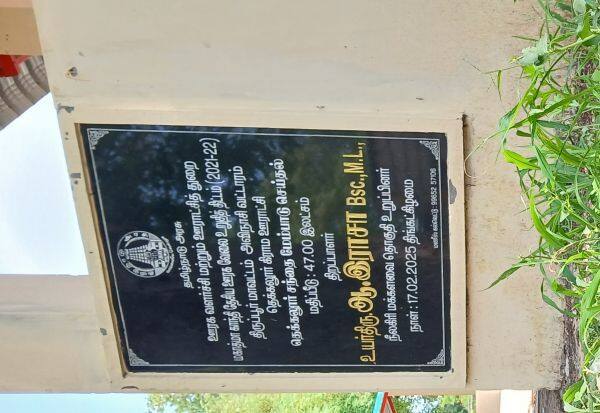 தமிழ்நாடு அரசு
ஊரக வளர்ச்சி மற்றும் ஊராட்சித் துறை
மகாத்மா காந்தி தேசிய ஊரக வேலை உறுதி திட்டம் (2021-22)
திருப்பூர் மாவட்டம் அவிநாசி வட்டாரம்
தெக்கலூர் கிராம ஊராட்சி
தெக்கலூர் சந்தை மேம்பாடு செய்தல்
மதிப்பீடு : 47.00 இலட்சம்
திறப்பாளர்
உயர்திரு. ஆ.இராசா Bsc.,M.L.,
நீலகிரி மக்களவை தொகுதி உறுப்பினர்
நாள் : 17.02.2025 திங்கட்கிழமை